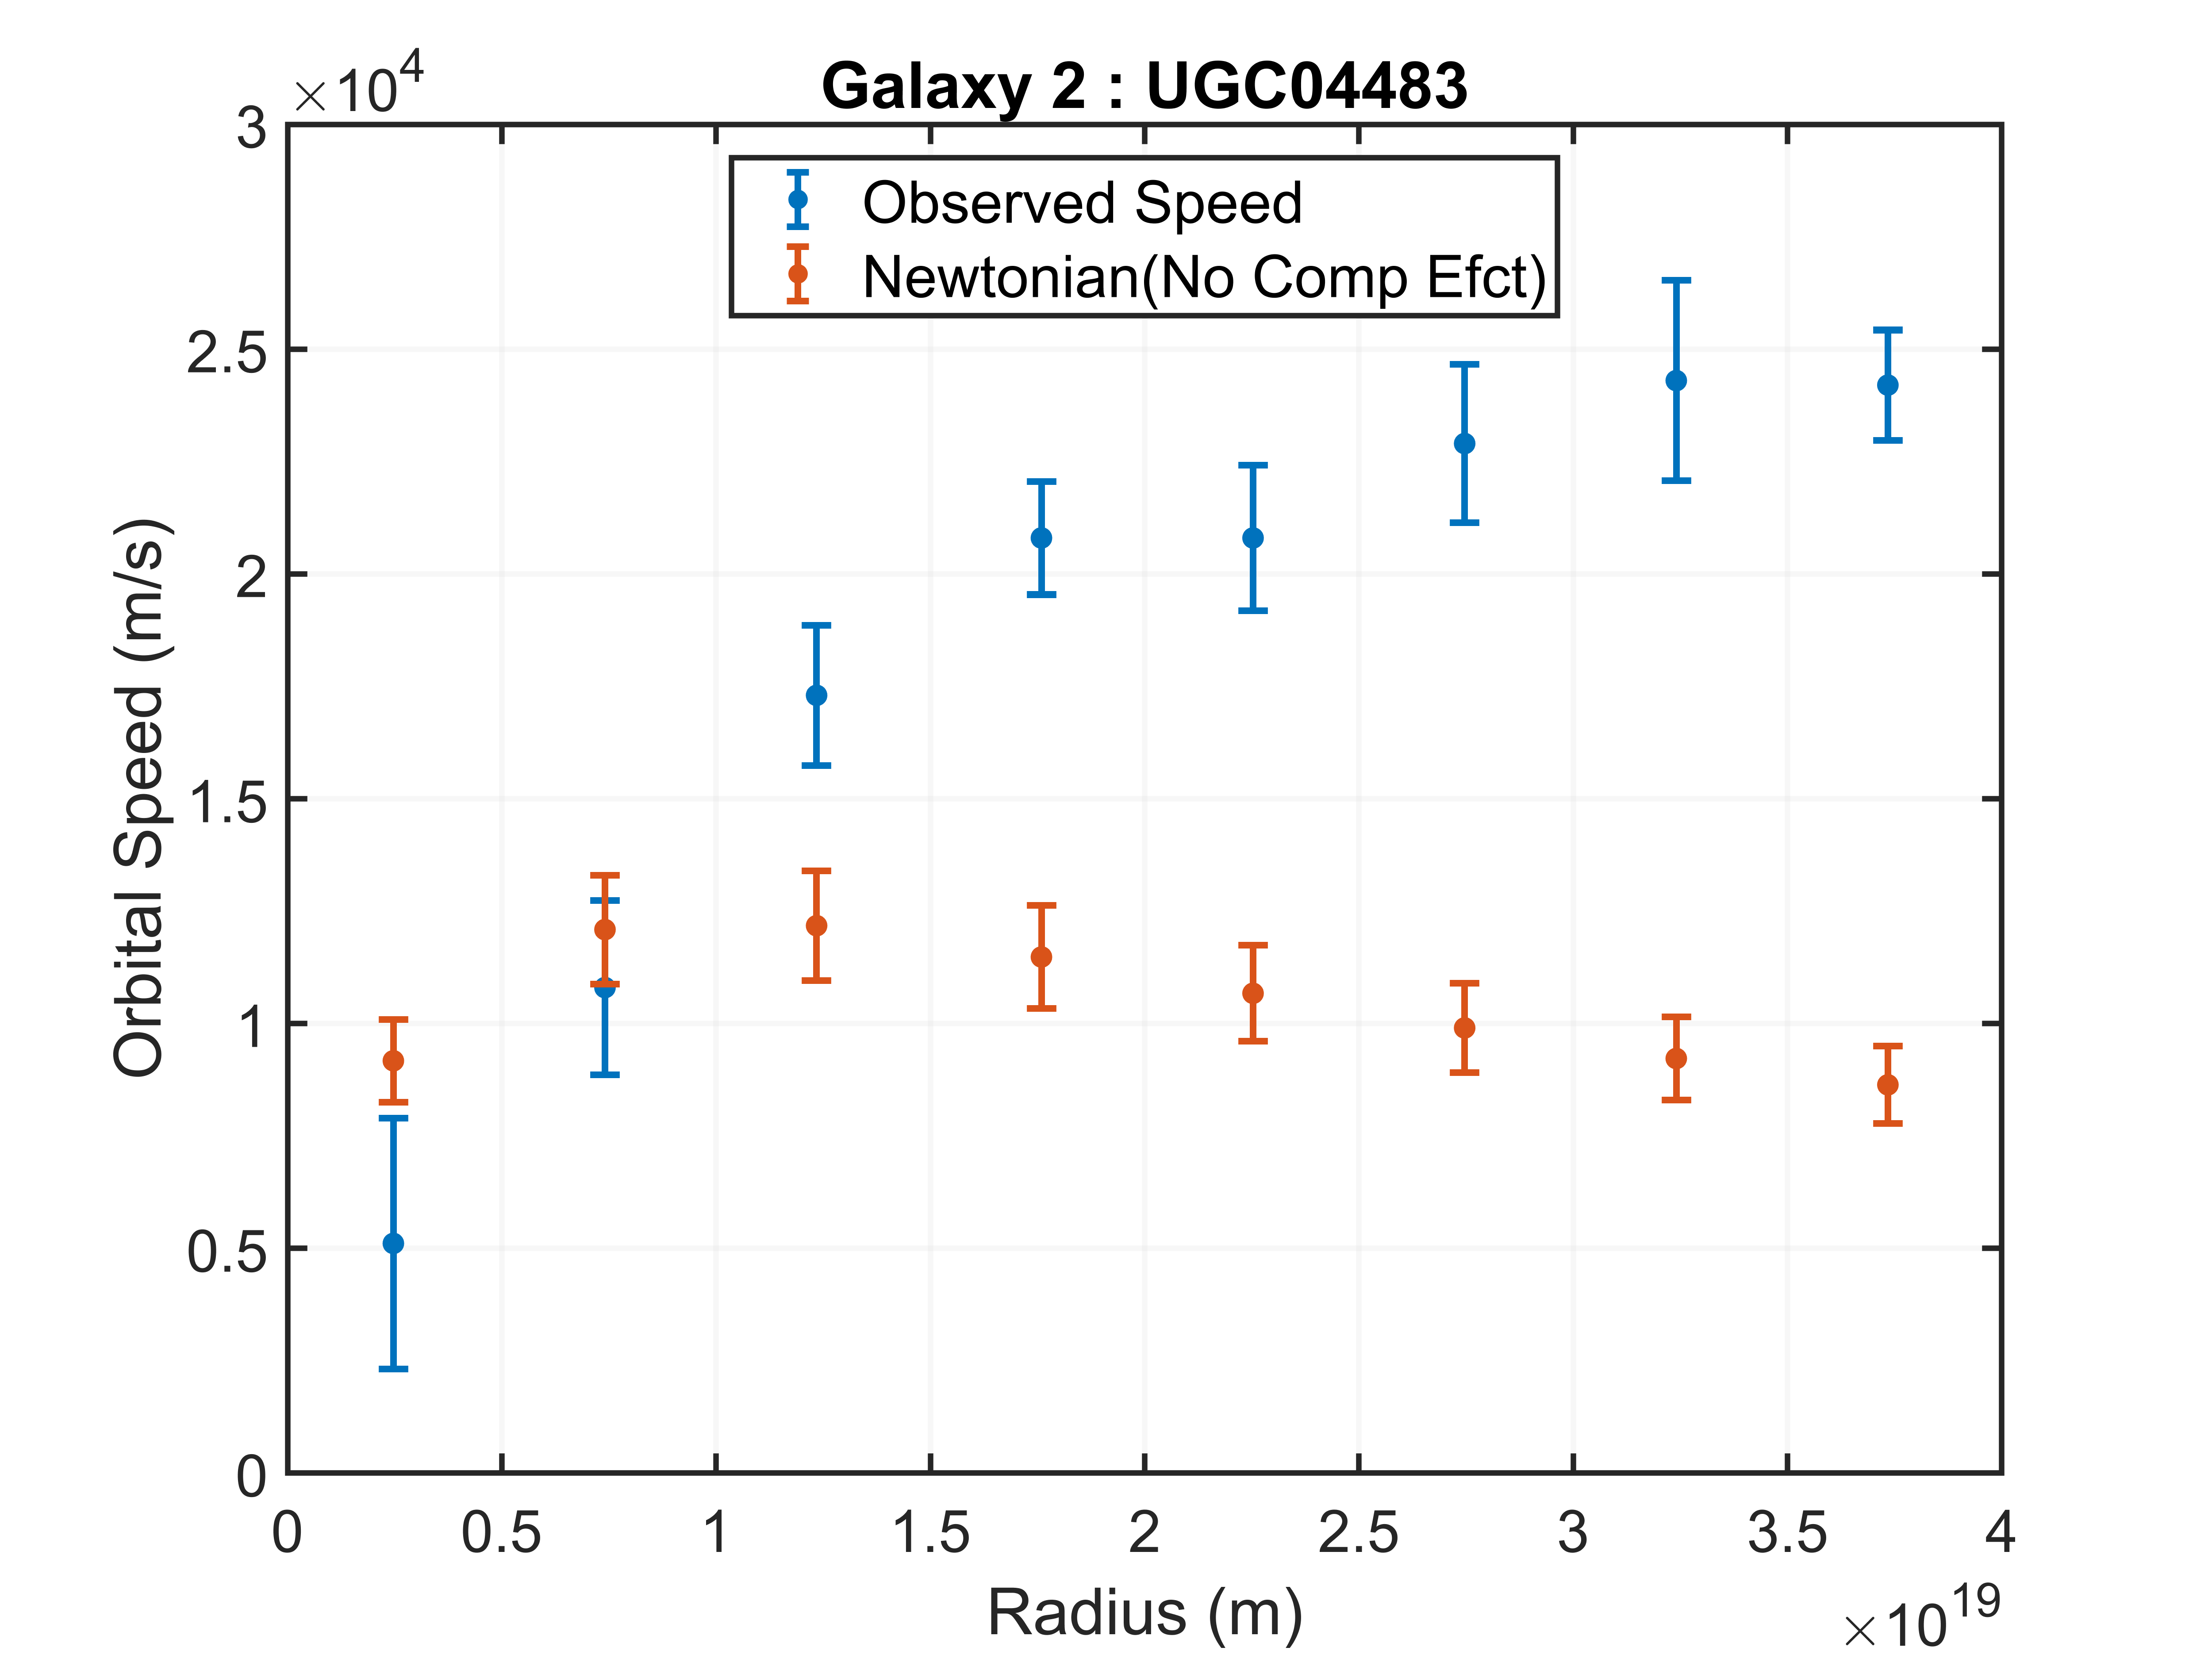 ×10^4
Galaxy 2 : UGC04483
3
2.5
2
1.5
1
0.5
0
Orbital Speed (m/s)
Observed Speed
Newtonian(No Comp Efct)
0 0.5 1 1.5 2 2.5 3 3.5 4
Radius (m)
×10^19